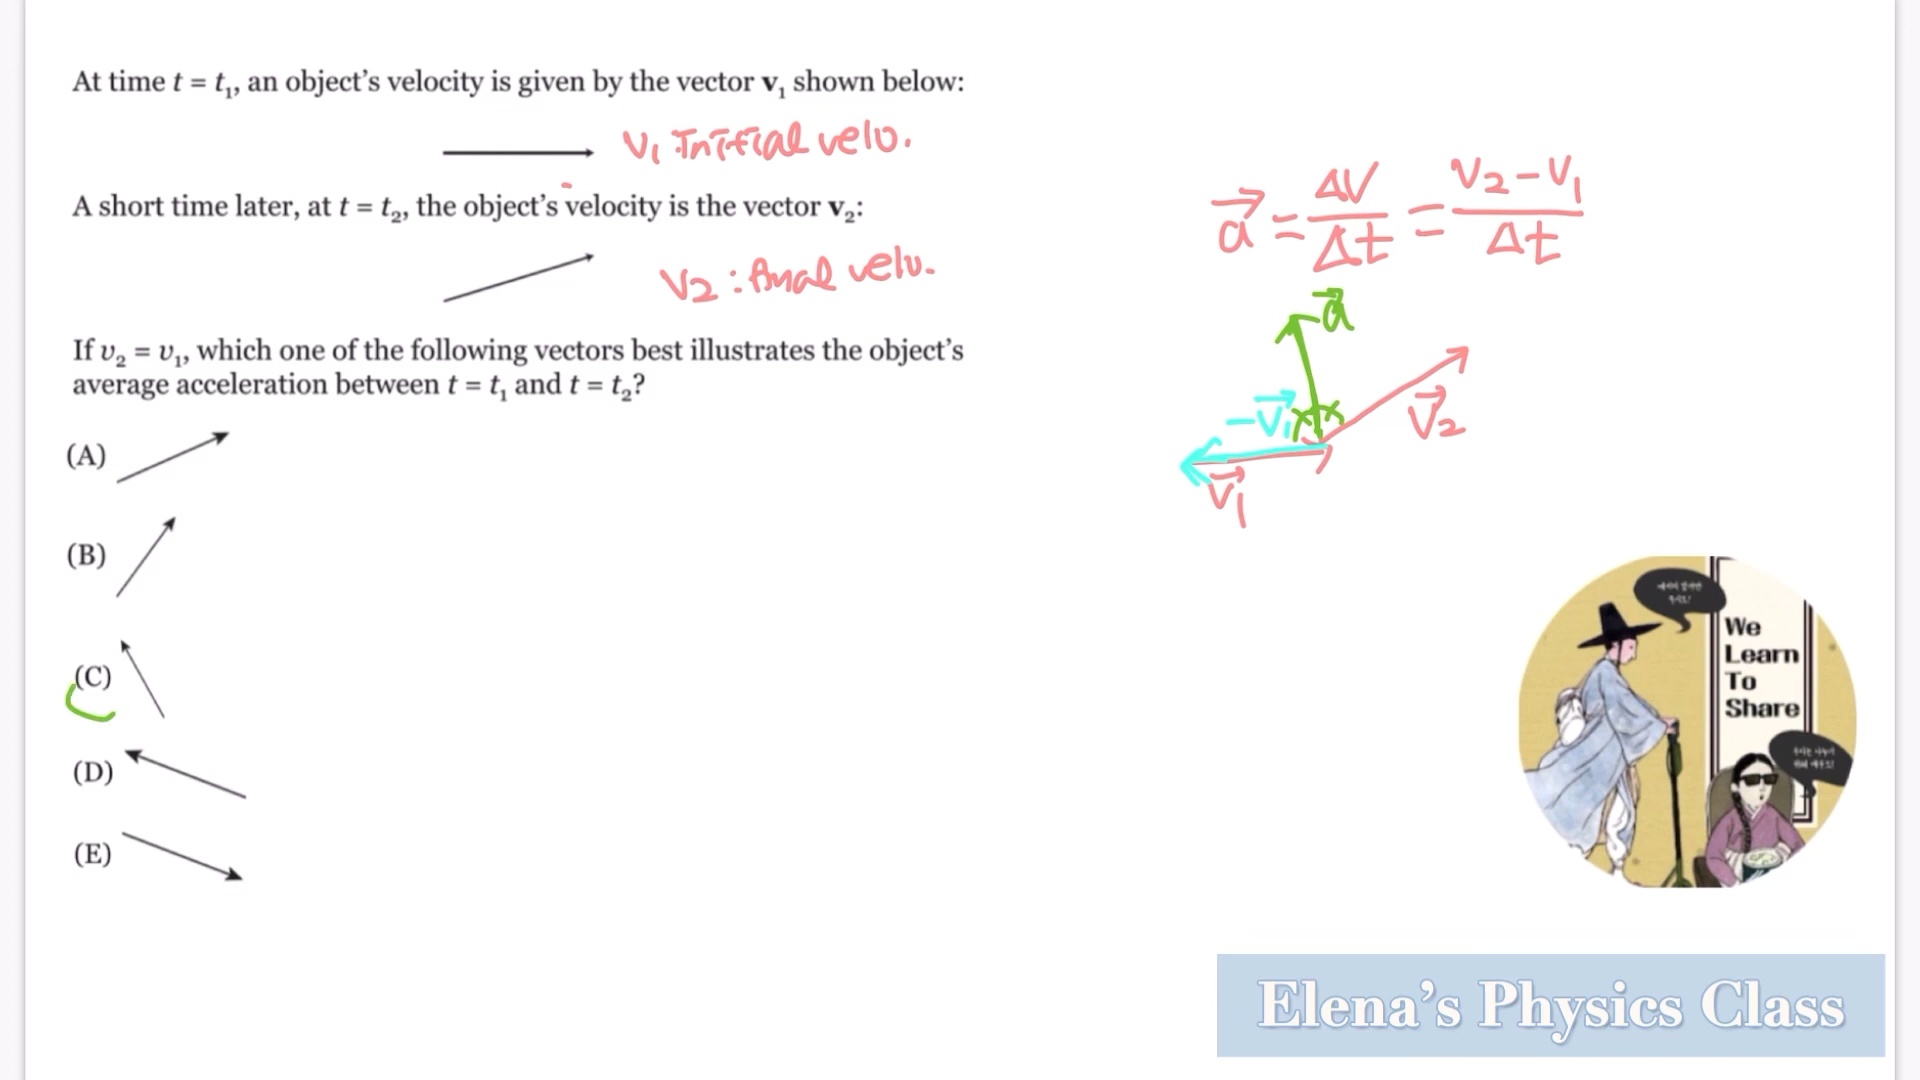 At time t = t₁, an object's velocity is given by the vector v₁ shown below:
V₁ Initial velo.
A short time later, at t = t₂, the object's velocity is the vector v₂:
V₂ : final velo.
If v₂ = v₁, which one of the following vectors best illustrates the object's
average acceleration between t = t₁ and t = t₂?
(A)
(B)
(C)
(D)
(E)
a = ΔV/Δt = V₂ - V₁/Δt
a
-V₁
V₂
V₁
We
Learn
To
Share
Elena's Physics Class